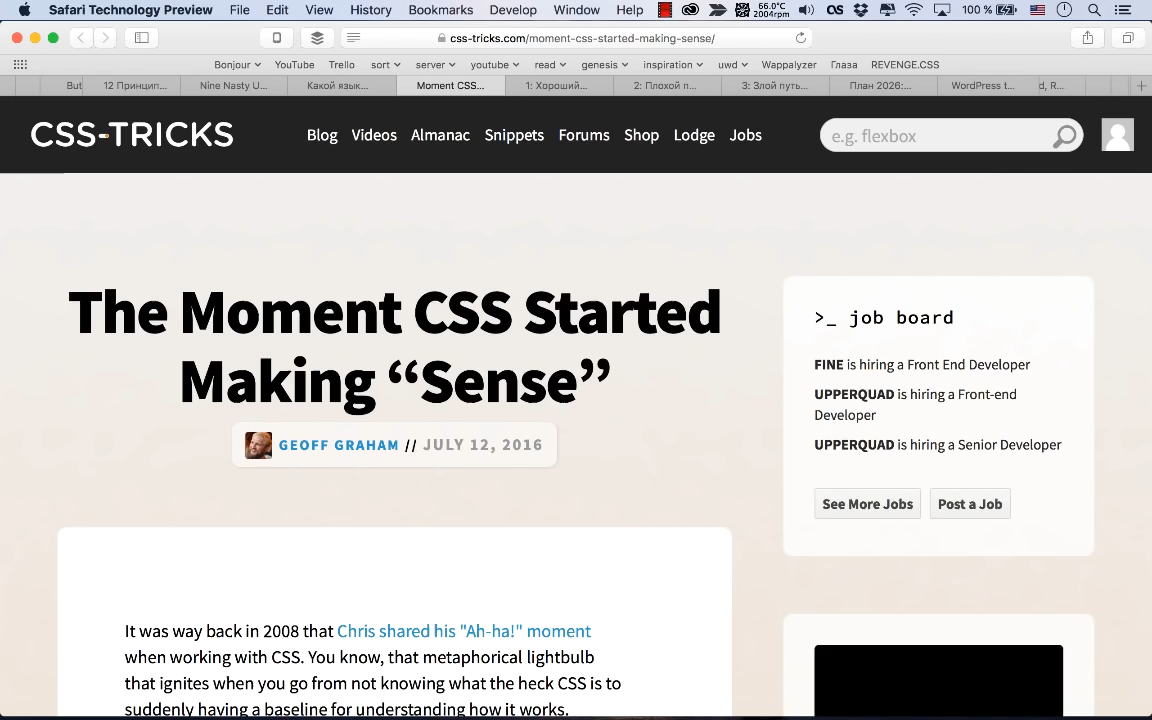 Safari Technology Preview File Edit View History Bookmarks Develop Window Help 66.0°C 2004rpm 100 %
css-tricks.com/moment-css-started-making-sense/
Bonjour YouTube Trello sort server youtube read genesis inspiration uwd Wappalyzer Глаза REVENGE.CSS
But 12 Принцип... Nine Nasty U... Какой язык... Moment CSS... 1: Хороший... 2: Плохой п... 3: Злой путь... План 2026:... WordPress t... d, R...
CSS-TRICKS Blog Videos Almanac Snippets Forums Shop Lodge Jobs e.g. flexbox
The Moment CSS Started
Making “Sense”
GEOFF GRAHAM // JULY 12, 2016
It was way back in 2008 that Chris shared his "Ah-ha!" moment
when working with CSS. You know, that metaphorical lightbulb
that ignites when you go from not knowing what the heck CSS is to
suddenly having a baseline for understanding how it works.
>_ job board
FINE is hiring a Front End Developer
UPPERQUAD is hiring a Front-end
Developer
UPPERQUAD is hiring a Senior Developer
See More Jobs Post a Job